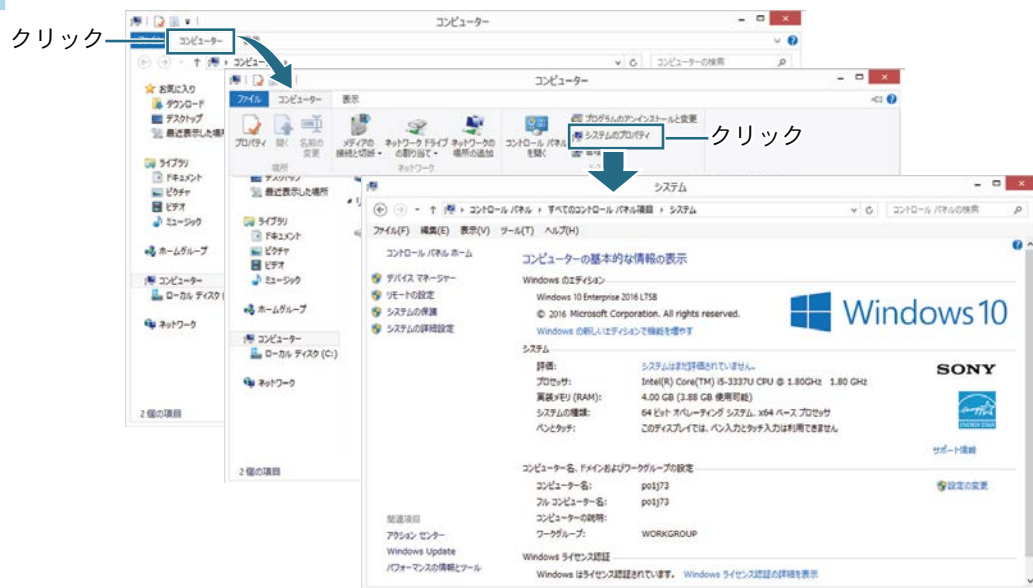 コンピューター
クリック
コンピューター
コンピューターの検索
お気に入り
ダウンロード
デスクトップ
最近表示した場所
ライブラリ
ドキュメント
ピクチャ
ビデオ
ミュージック
ホームグループ
コンピューター
ローカル ディスク (
ネットワーク
2 個の項目
コンピューター
ファイル コンピューター 表示
プロパティ 開く 名前の変更
場所
メディアの接続と切断
ネットワーク ドライブの割り当て
ネットワークの場所の追加
ネットワーク
コントロール パネルを開く
プログラムのアンインストールと変更
システムのプロパティ
クリック
最近表示した場所
ライブラリ
ドキュメント
ピクチャ
ビデオ
ミュージック
ホームグループ
コンピューター
ローカル ディスク (C:)
ネットワーク
2 個の項目
システム
コントロール パネル すべてのコントロール パネル項目 システム
コントロール パネルの検索
ファイル(F) 編集(E) 表示(V) ツール(T) ヘルプ(H)
コントロール パネル ホーム
デバイス マネージャー
リモートの設定
システムの保護
システムの詳細設定
コンピューターの基本的な情報の表示
Windows のエディション
Windows 10 Enterprise 2016 LTSB
© 2016 Microsoft Corporation. All rights reserved.
Windows の新しいエディションで機能を増やす
Windows 10
システム
評価: システムはまだ評価されていません。
プロセッサ: Intel(R) Core(TM) i5-3337U CPU @ 1.80GHz 1.80 GHz
実装メモリ (RAM): 4.00 GB (3.88 GB 使用可能)
システムの種類: 64 ビット オペレーティング システム、x64 ベース プロセッサ
ペンとタッチ: このディスプレイでは、ペン入力とタッチ入力は利用できません
SONY
ENERGY STAR
サポート情報
コンピューター名、ドメインおよびワークグループの設定
コンピューター名: po1j73
フル コンピューター名: po1j73
コンピューターの説明:
ワークグループ: WORKGROUP
設定の変更
Windows ライセンス認証
Windows はライセンス認証されています。 Windows ライセンス認証の詳細を表示
関連項目
アクション センター
Windows Update
パフォーマンスの情報とツール